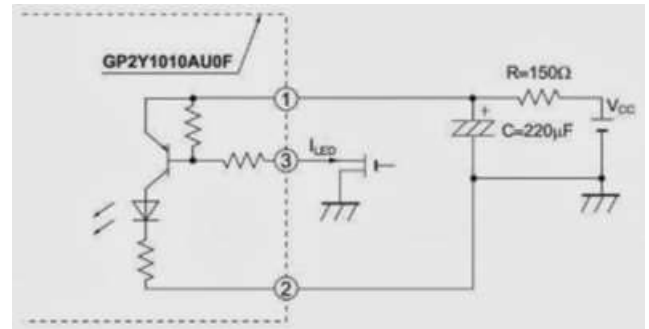 GP2Y1010AU0F
R=150Ω
1
VCC
+
C=220μF
3
ILED
2